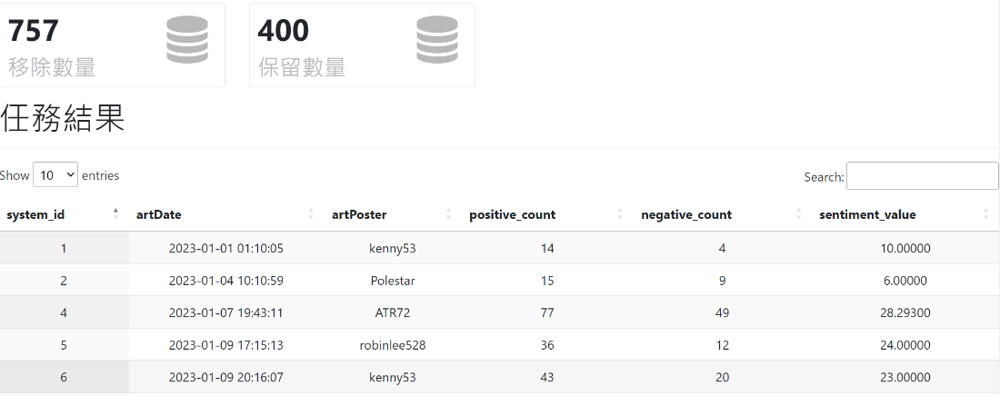 757
移除數量
400
保留數量
任務結果
Show 10 entries
Search:
system_id artDate artPoster positive_count negative_count sentiment_value
1 2023-01-01 01:10:05 kenny53 14 4 10.00000
2 2023-01-04 10:10:59 Polestar 15 9 6.00000
4 2023-01-07 19:43:11 ATR72 77 49 28.29300
5 2023-01-09 17:15:13 robinlee528 36 12 24.00000
6 2023-01-09 20:16:07 kenny53 43 20 23.00000